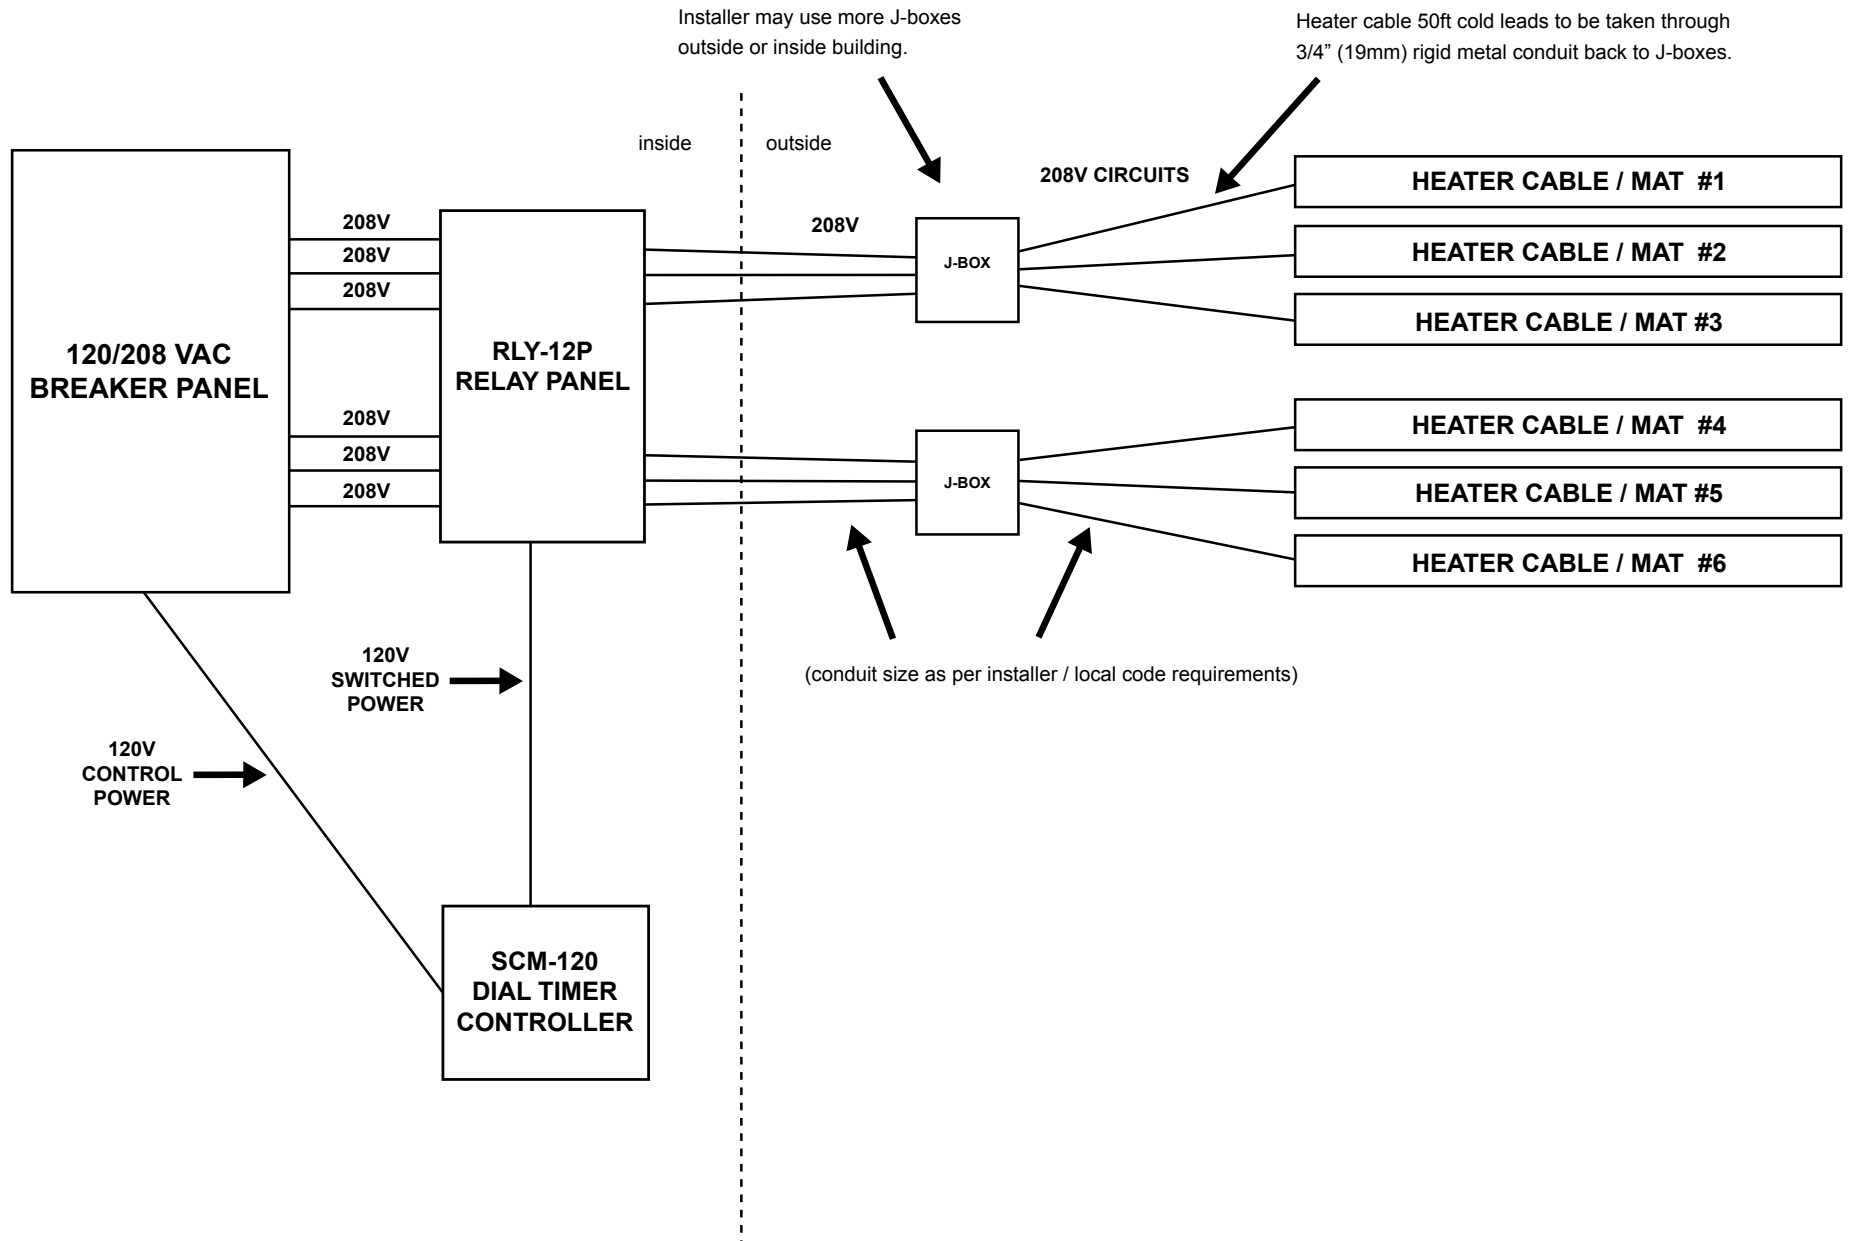 Installer may use more J-boxes
outside or inside building.
Heater cable 50ft cold leads to be taken through
3/4” (19mm) rigid metal conduit back to J-boxes.
inside
outside
208V CIRCUITS
HEATER CABLE / MAT #1
208V
208V
208V
208V
J-BOX
HEATER CABLE / MAT #2
HEATER CABLE / MAT #3
120/208 VAC
BREAKER PANEL
RLY-12P
RELAY PANEL
208V
208V
208V
J-BOX
HEATER CABLE / MAT #4
HEATER CABLE / MAT #5
HEATER CABLE / MAT #6
120V
SWITCHED
POWER
(conduit size as per installer / local code requirements)
120V
CONTROL
POWER
SCM-120
DIAL TIMER
CONTROLLER